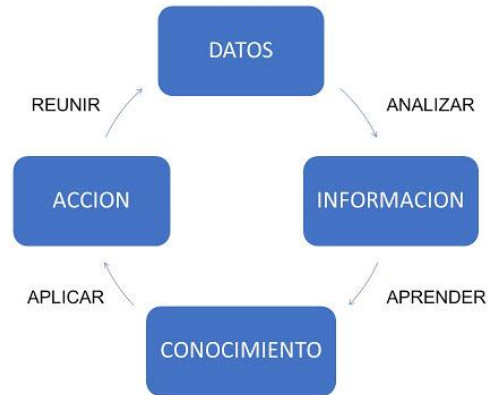 DATOS
REUNIR
ANALIZAR
ACCION
INFORMACION
APLICAR
APRENDER
CONOCIMIENTO